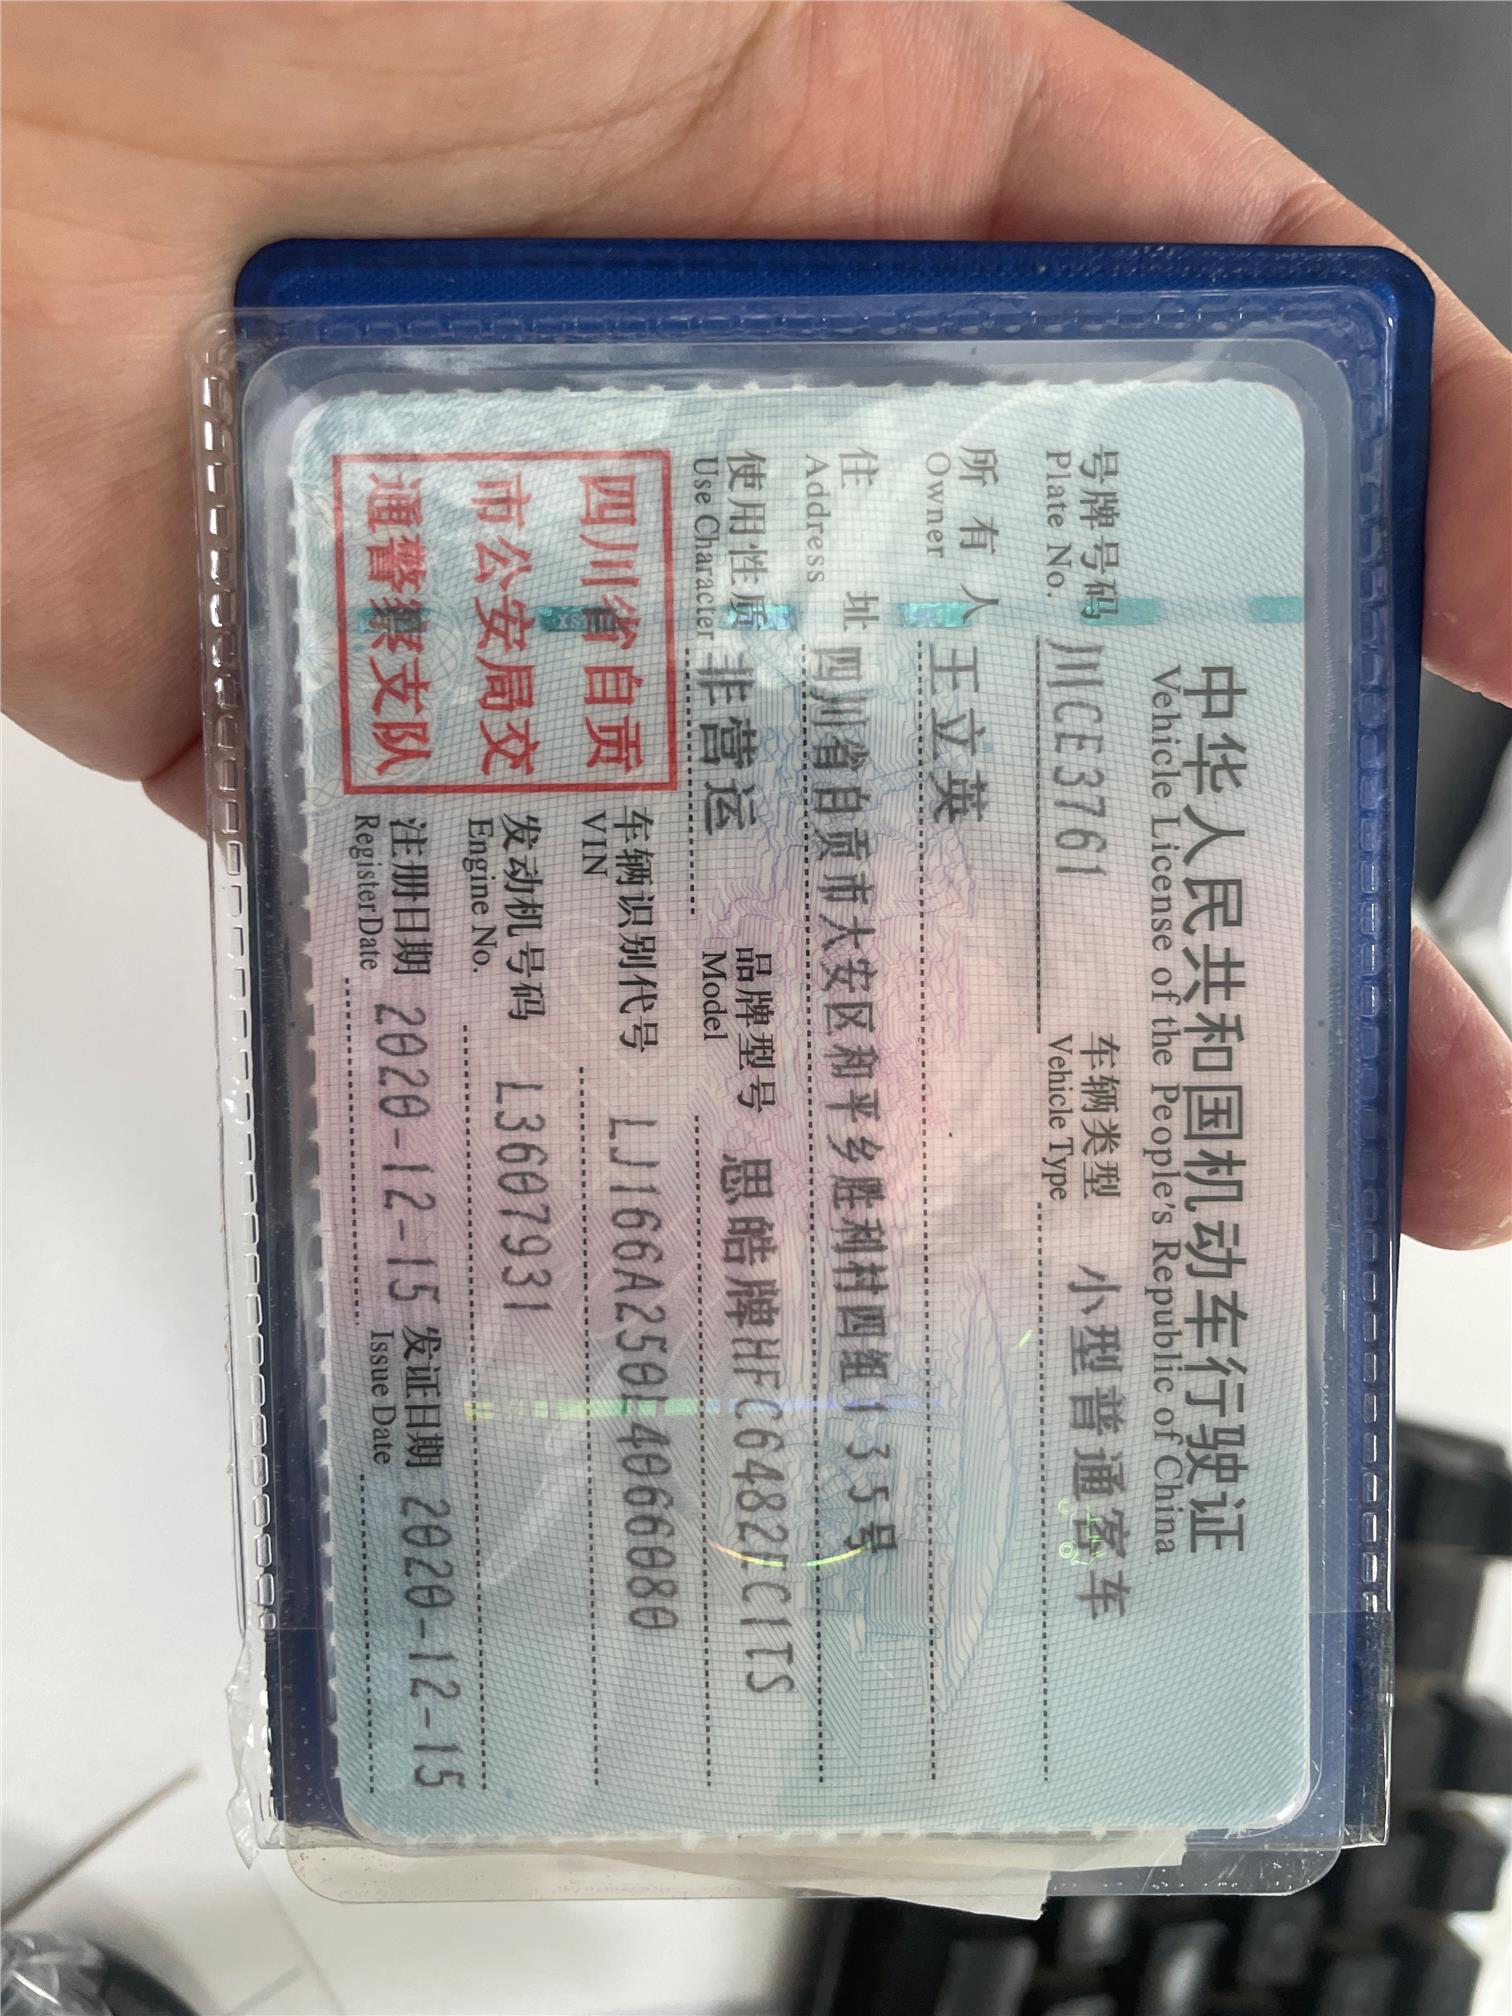 中华人民共和国机动车行驶证
Vehicle License of the People's Republic of China
号牌号码 川CE3761 车辆类型 小型普通客车
Plate No. Vehicle Type
所有人 王立英
Owner
住址 四川省自贡市大安区和平乡胜利村四组135号
Address
使用性质 非营运 品牌型号 思皓牌HFC6482EC1TS
Use Character Model
四川省自贡
市公安局交
通警察支队
车辆识别代号 LJ166A250L4066080
VIN
发动机号码 L3607931
Engine No.
注册日期 2020-12-15 发证日期 2020-12-15
Register Date Issue Date